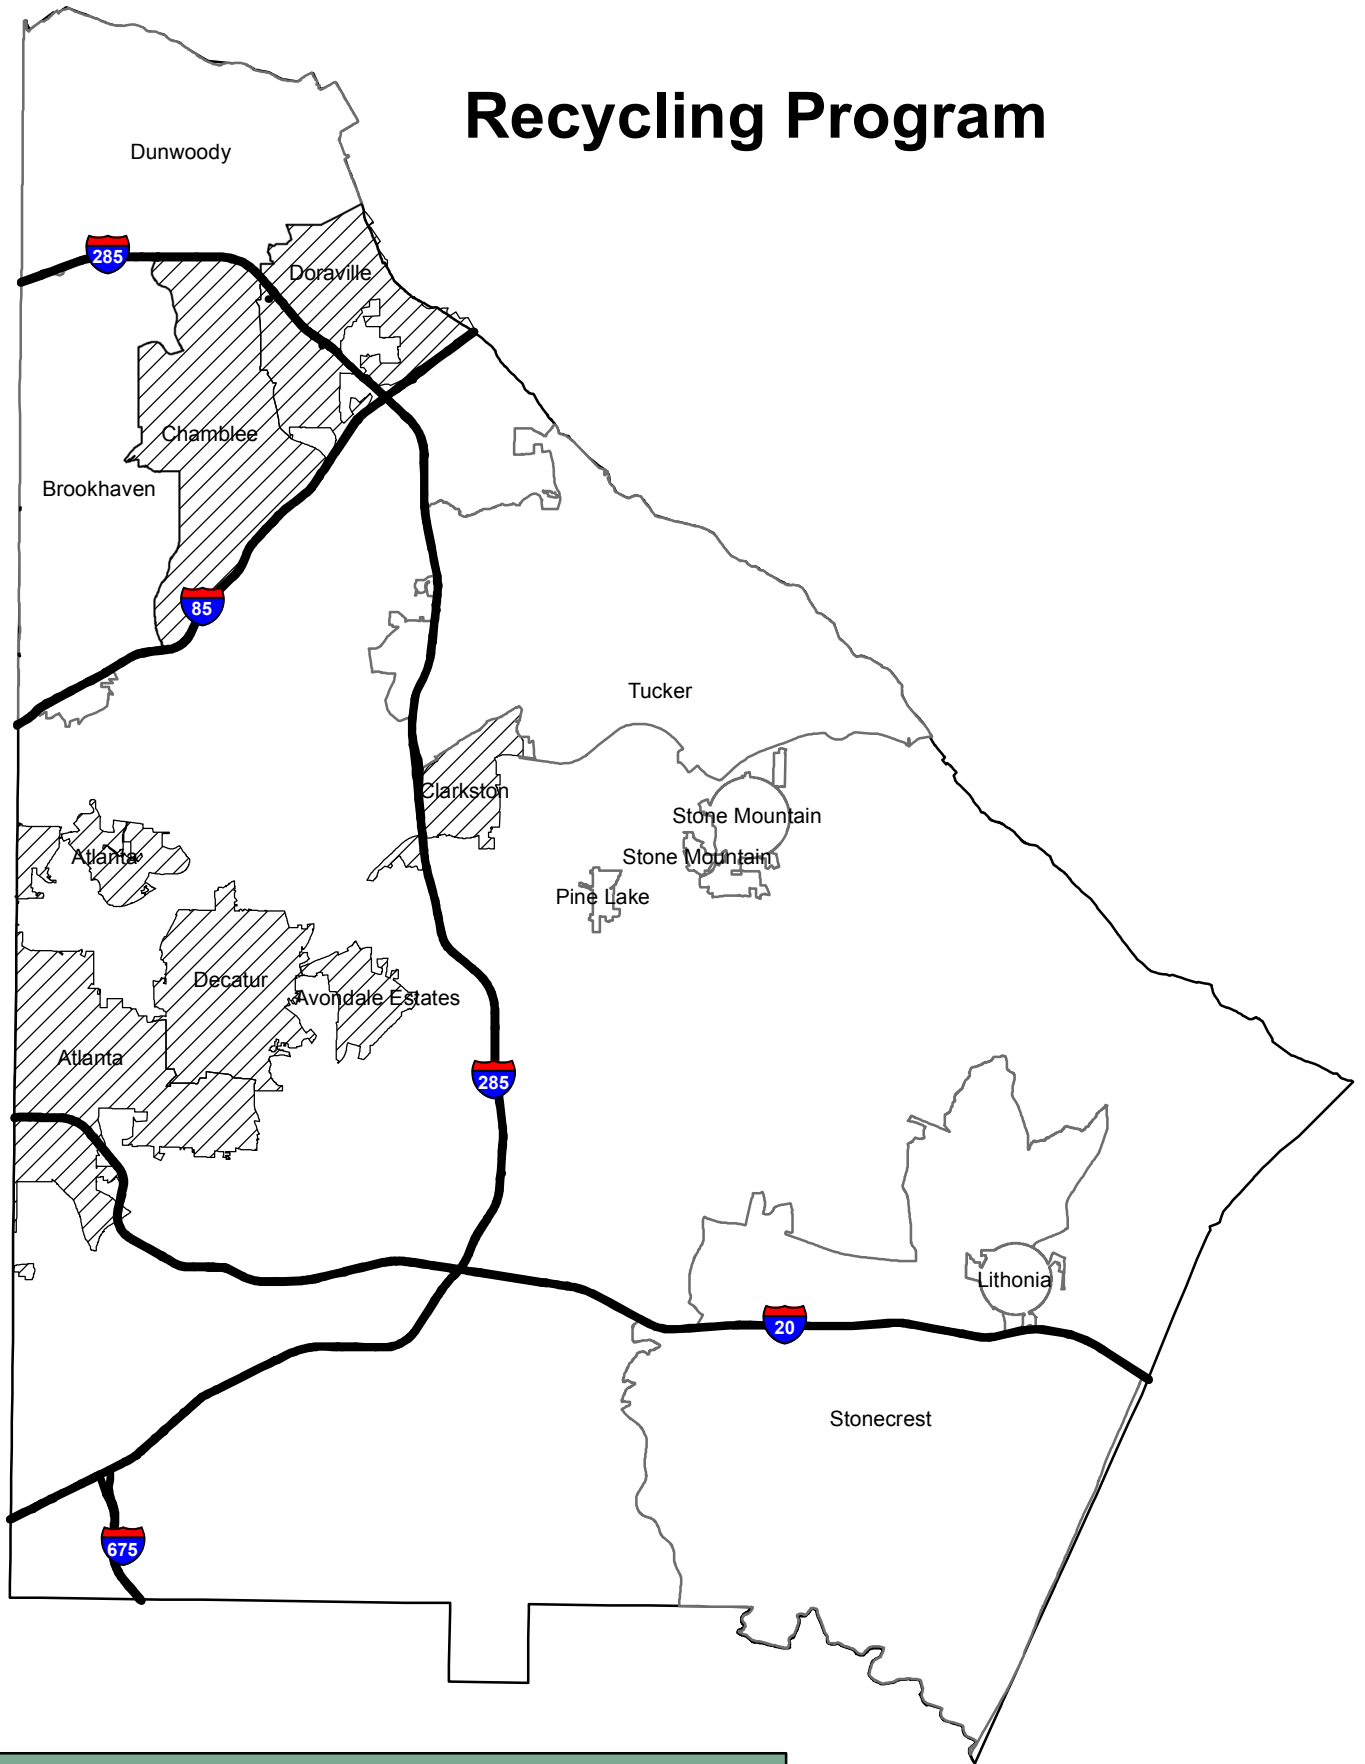 Recycling Program
Dunwoody
285
Doraville
Chamblee
Brookhaven
85
Tucker
Clarkston
Stone Mountain
Atlanta
Stone Mountain
Pine Lake
Decatur
Avondale Estates
Atlanta
285
Lithonia
20
Stonecrest
675